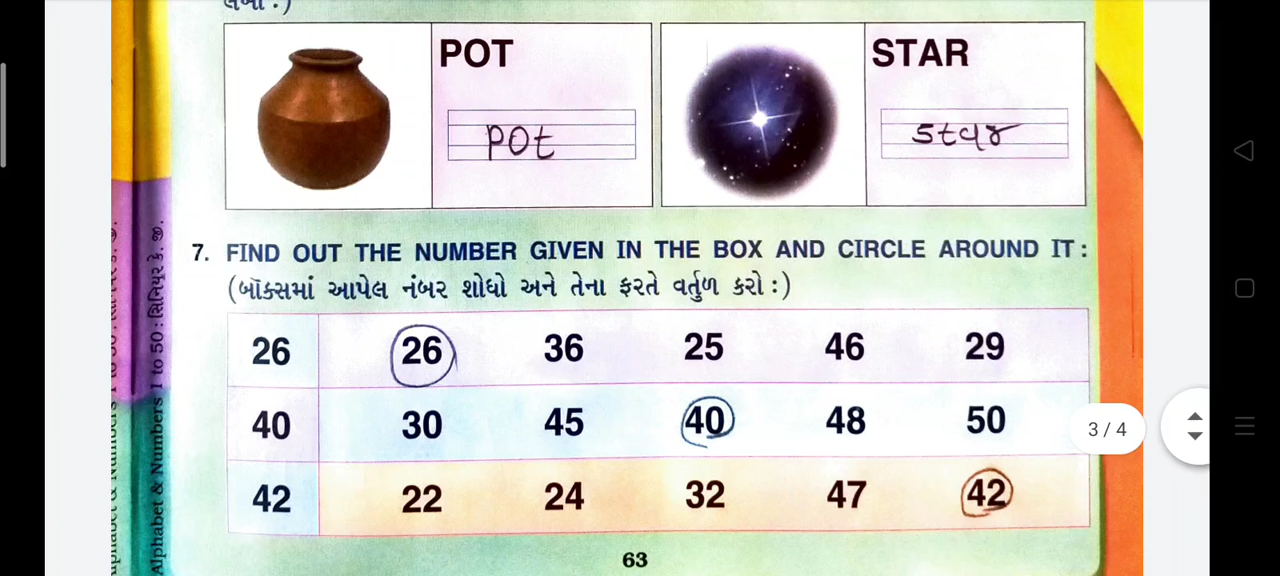 POT
pot
STAR
star
7. FIND OUT THE NUMBER GIVEN IN THE BOX AND CIRCLE AROUND IT :
(બૉક્સમાં આપેલ નંબર શોધો અને તેના ફરતે વર્તુળ કરો :)
26 26 36 25 46 29
40 30 45 40 48 50
42 22 24 32 47 42
63
Alphabet & Numbers 1 to 50 : સિનિયર કે. જી.
3 / 4